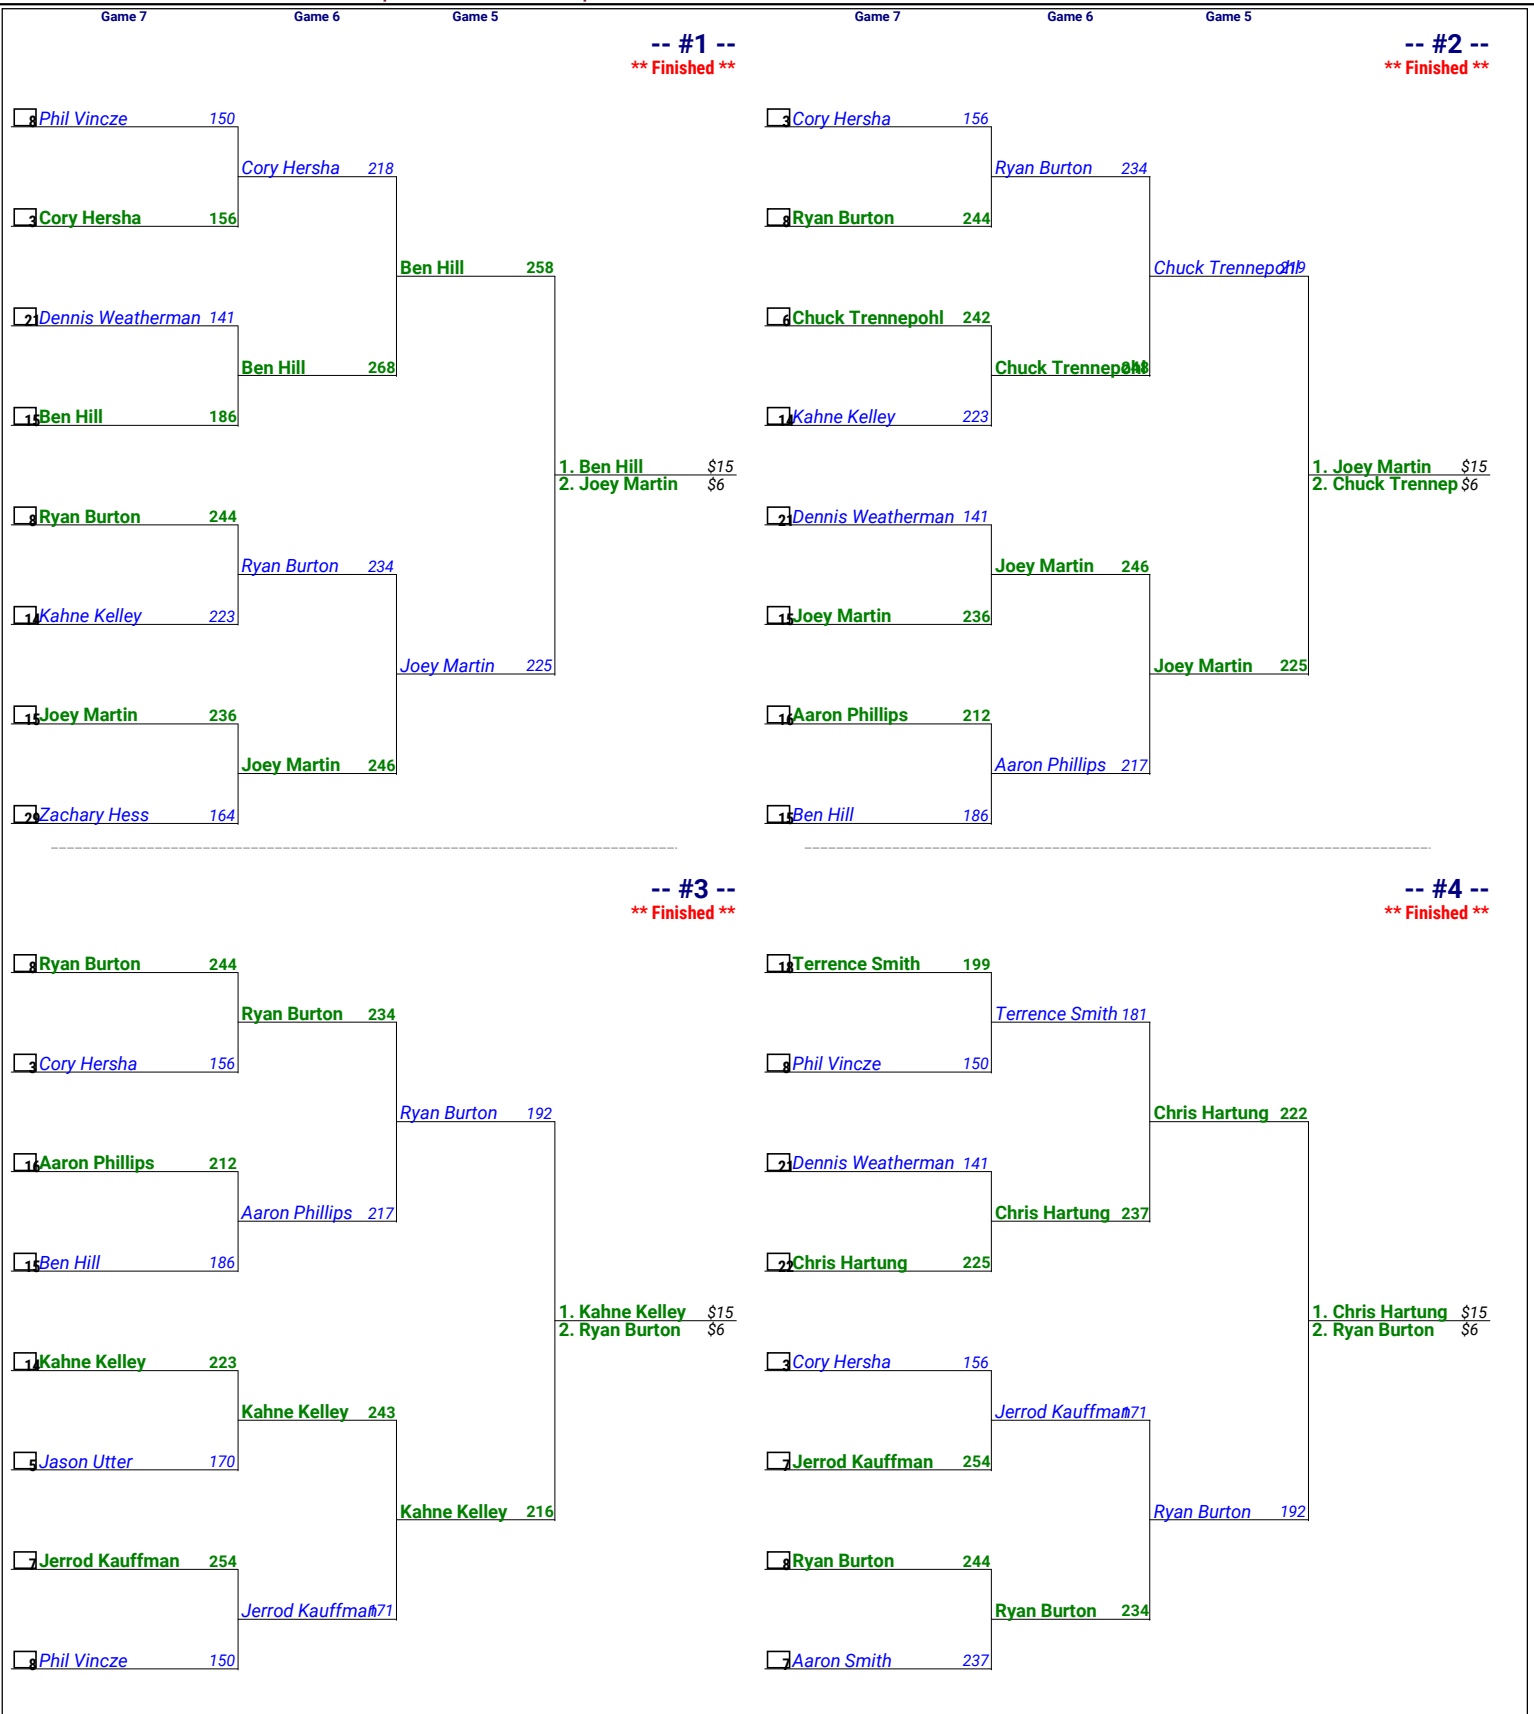 Game 7 Game 6 Game 5 Game 7 Game 6 Game 5
-- #1 --
** Finished **
8 Phil Vincze 150
Cory Hersha 218
3 Cory Hersha 156
Ben Hill 258
21 Dennis Weatherman 141
Ben Hill 268
15 Ben Hill 186
1. Ben Hill $15
2. Joey Martin $6
8 Ryan Burton 244
Ryan Burton 234
14 Kahne Kelley 223
Joey Martin 225
15 Joey Martin 236
Joey Martin 246
29 Zachary Hess 164
-- #2 --
** Finished **
3 Cory Hersha 156
Ryan Burton 234
8 Ryan Burton 244
Chuck Trennepohl 219
6 Chuck Trennepohl 242
Chuck Trennepohl 248
14 Kahne Kelley 223
1. Joey Martin $15
2. Chuck Trennep $6
21 Dennis Weatherman 141
Joey Martin 246
15 Joey Martin 236
Joey Martin 225
16 Aaron Phillips 212
Aaron Phillips 217
15 Ben Hill 186
-- #3 --
** Finished **
8 Ryan Burton 244
Ryan Burton 234
3 Cory Hersha 156
Ryan Burton 192
16 Aaron Phillips 212
Aaron Phillips 217
15 Ben Hill 186
1. Kahne Kelley $15
2. Ryan Burton $6
14 Kahne Kelley 223
Kahne Kelley 243
5 Jason Utter 170
Kahne Kelley 216
7 Jerrod Kauffman 254
Jerrod Kauffman 171
8 Phil Vincze 150
-- #4 --
** Finished **
18 Terrence Smith 199
Terrence Smith 181
8 Phil Vincze 150
Chris Hartung 222
21 Dennis Weatherman 141
Chris Hartung 237
22 Chris Hartung 225
1. Chris Hartung $15
2. Ryan Burton $6
3 Cory Hersha 156
Jerrod Kauffman 171
7 Jerrod Kauffman 254
Ryan Burton 192
8 Ryan Burton 244
Ryan Burton 234
7 Aaron Smith 237